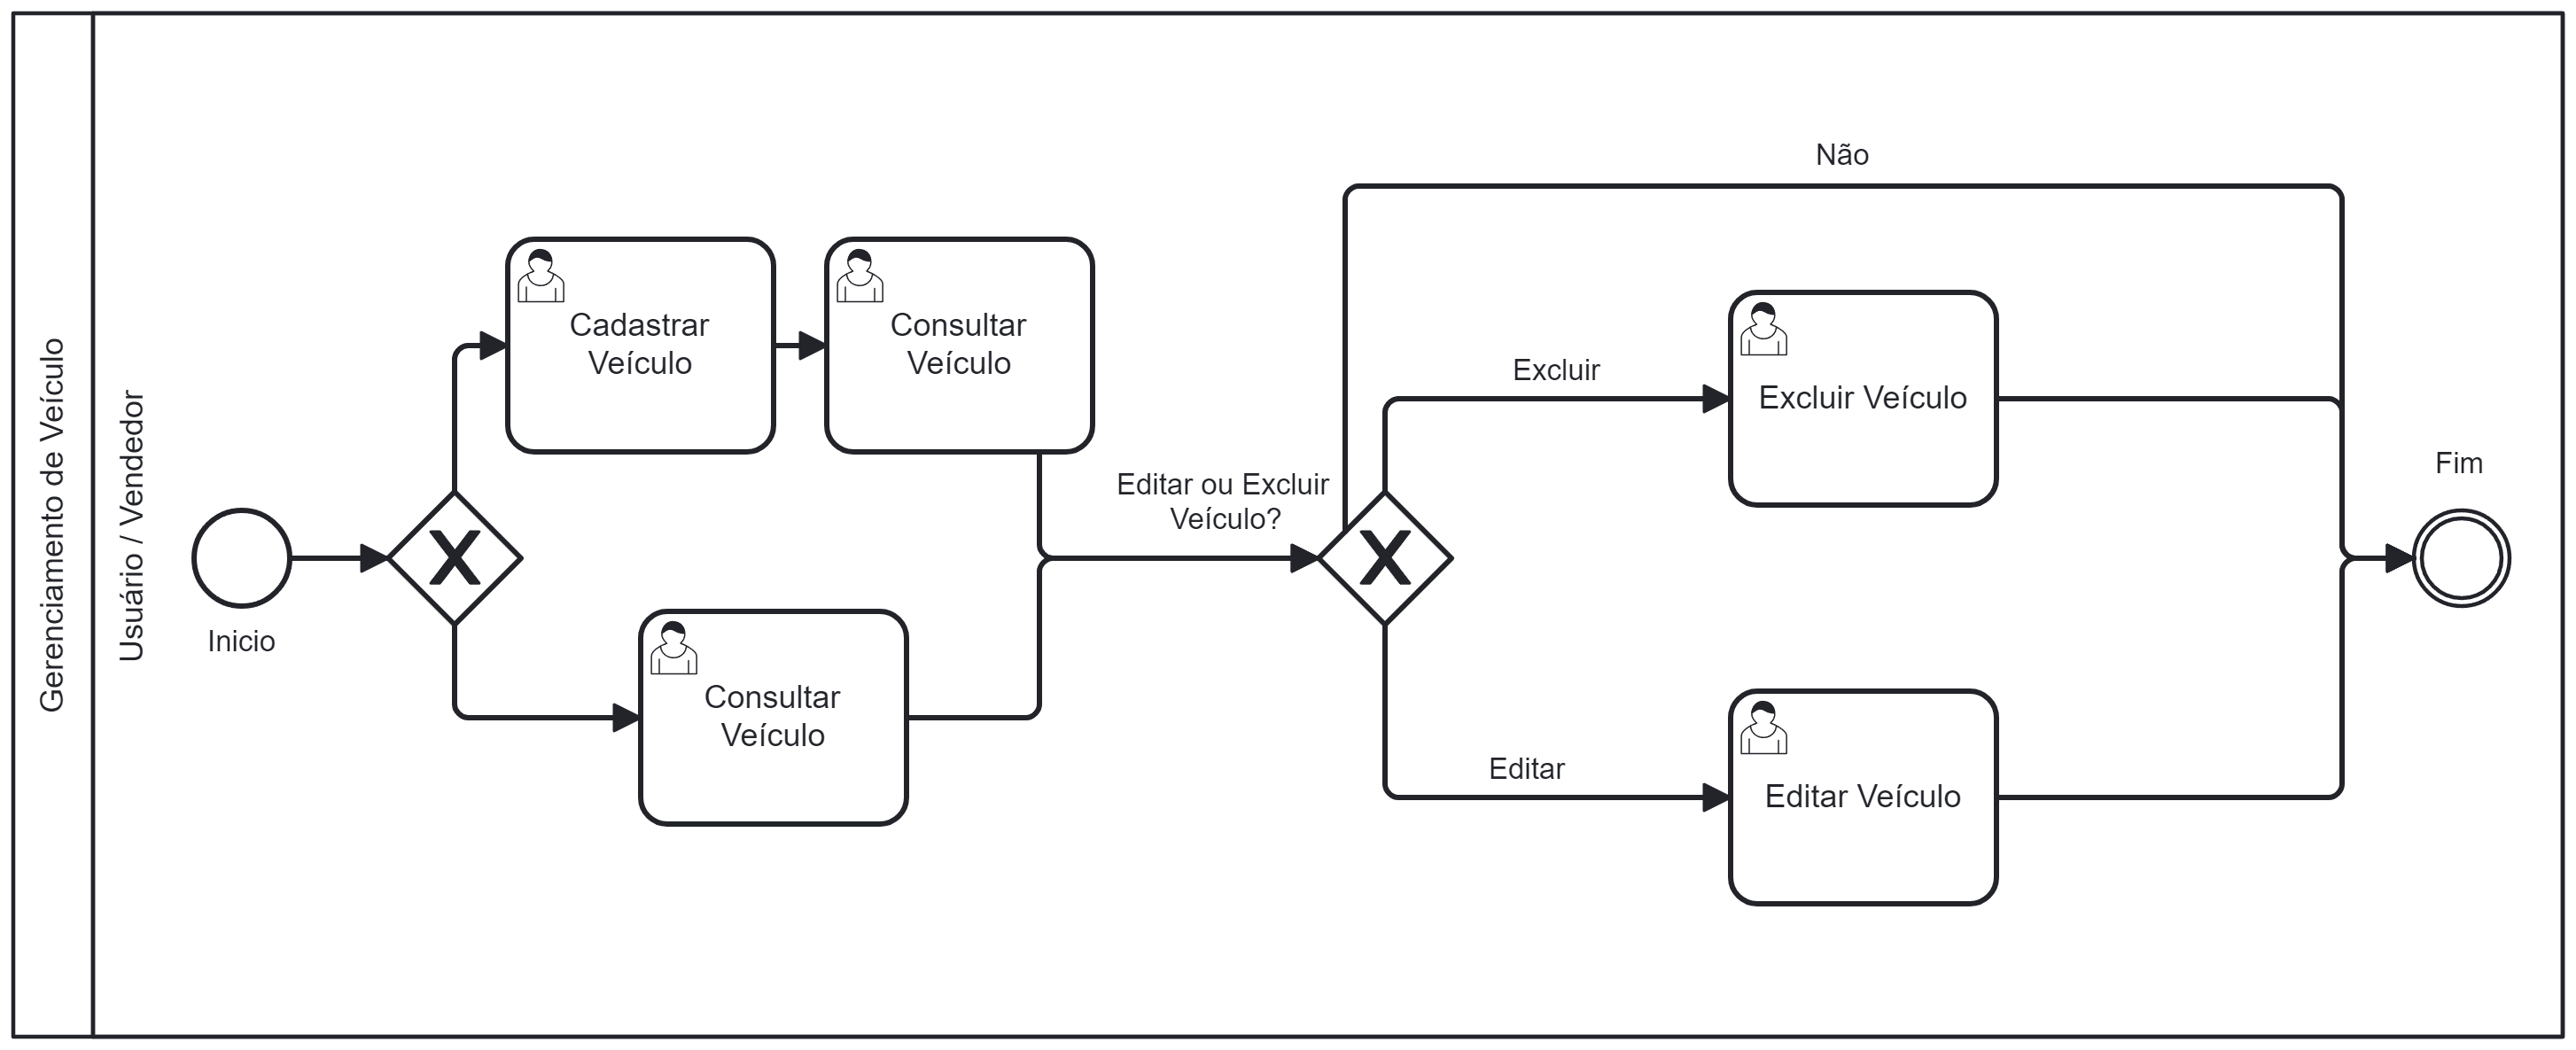 Gerenciamento de Veículo
Usuário / Vendedor
Inicio
Cadastrar
Veículo
Consultar
Veículo
Consultar
Veículo
Editar ou Excluir
Veículo?
Não
Excluir
Excluir Veículo
Editar
Editar Veículo
Fim